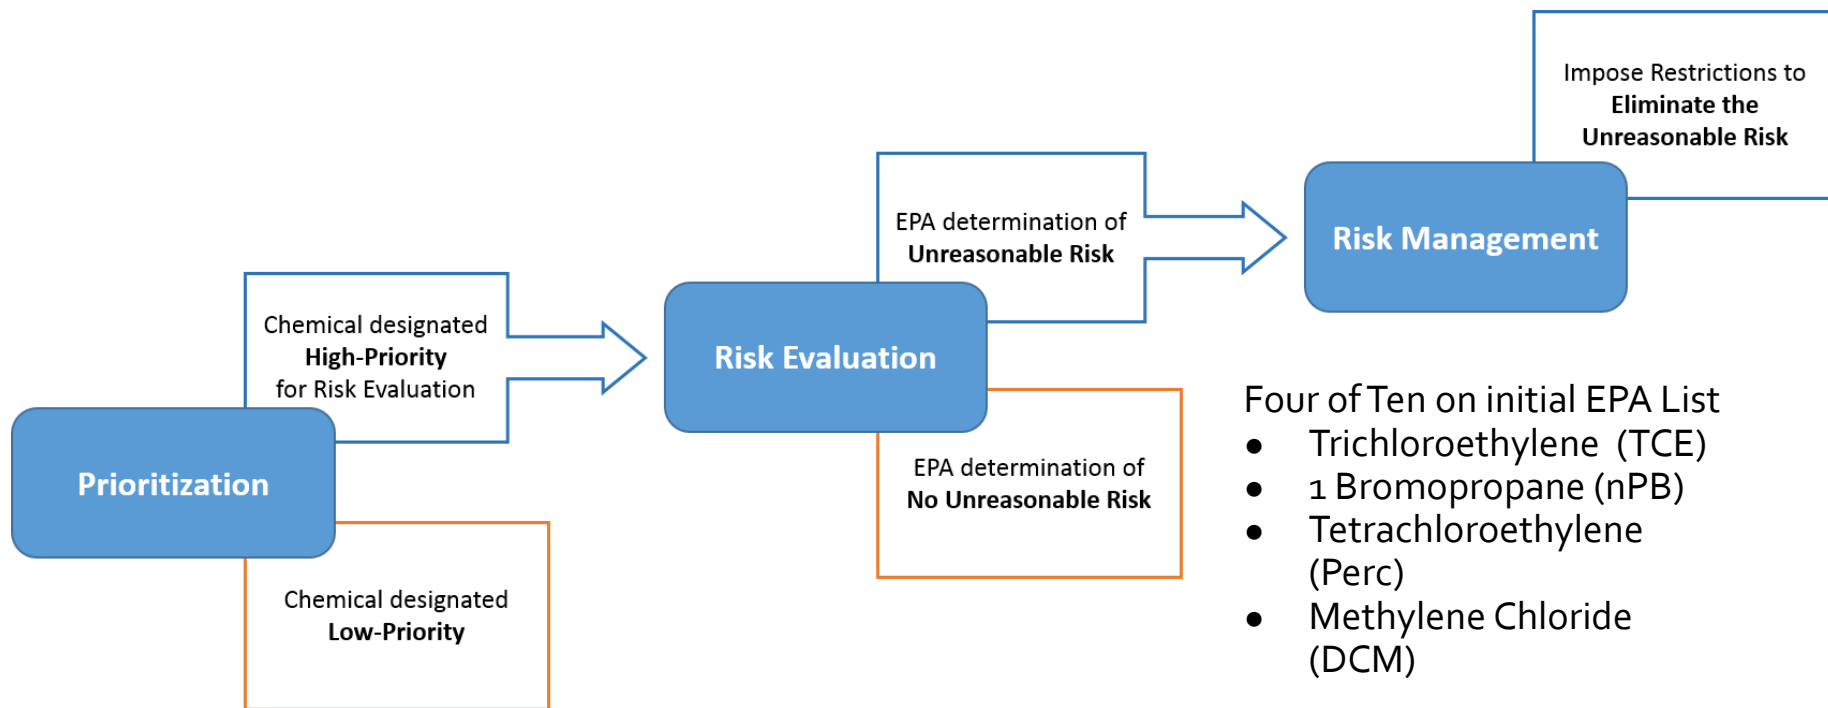 Prioritization
Chemical designated
High-Priority
for Risk Evaluation
Chemical designated
Low-Priority
Risk Evaluation
EPA determination of
Unreasonable Risk
EPA determination of
No Unreasonable Risk
Risk Management
Impose Restrictions to
Eliminate the
Unreasonable Risk
Four of Ten on initial EPA List
● Trichloroethylene (TCE)
● 1 Bromopropane (nPB)
● Tetrachloroethylene
(Perc)
● Methylene Chloride
(DCM)